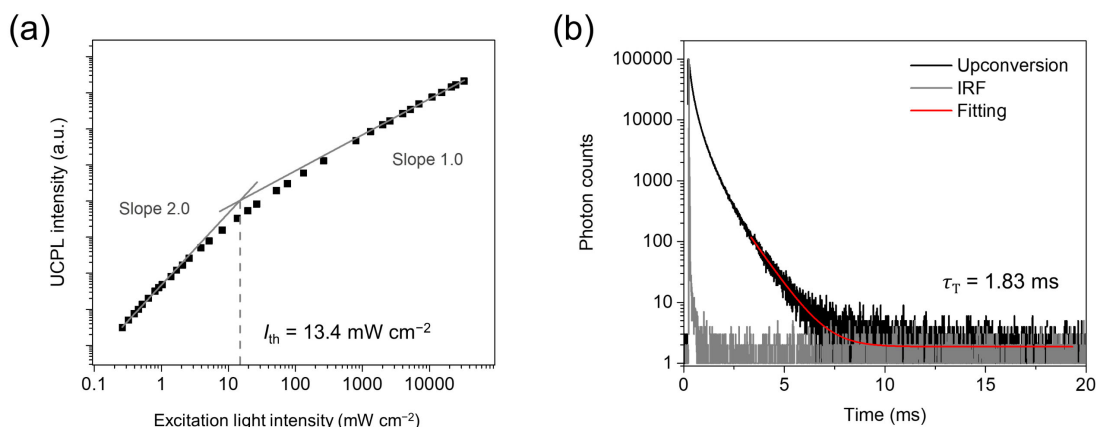 (a)
UCPL intensity (a.u.)
Slope 2.0
Slope 1.0
I_th = 13.4 mW cm⁻²
0.1 1 10 100 1000 10000
Excitation light intensity (mW cm⁻²)
(b)
Photon counts
100000
10000
1000
100
10
1
Upconversion
IRF
Fitting
τ_T = 1.83 ms
0 5 10 15 20
Time (ms)